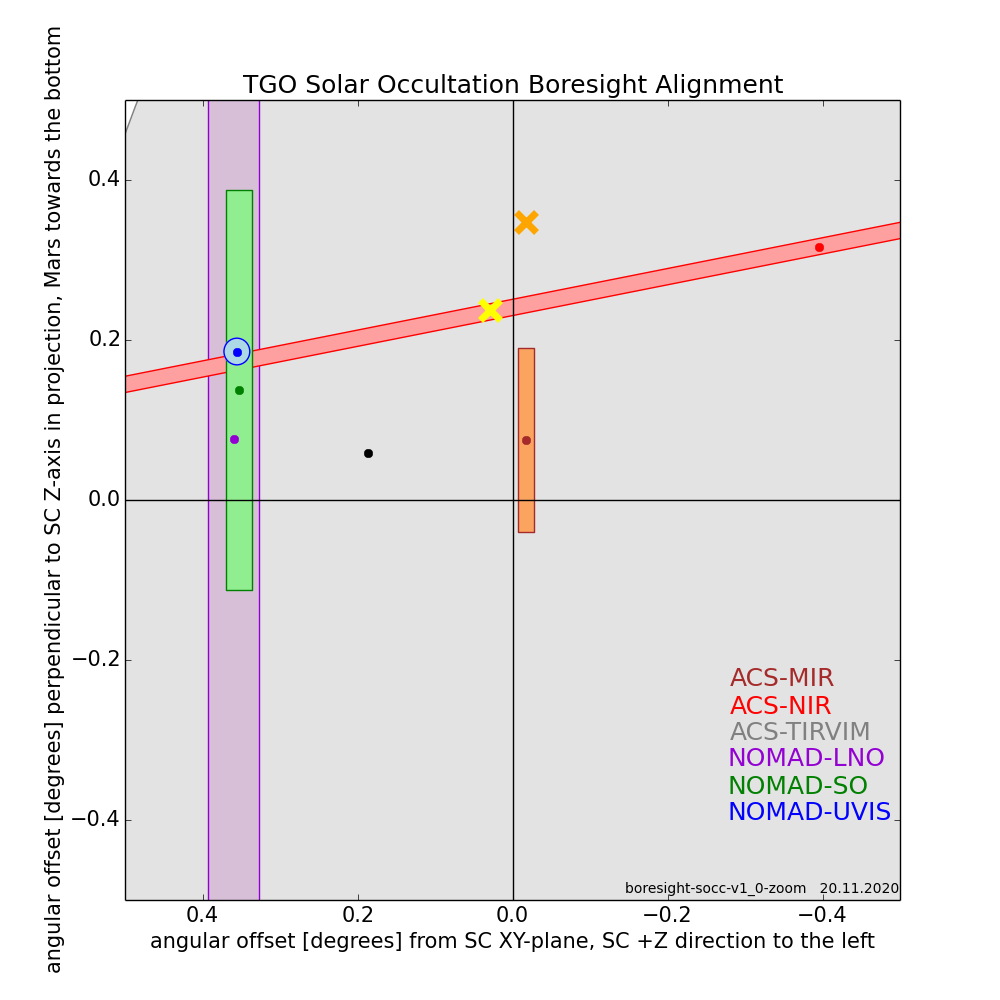 TGO Solar Occultation Boresight Alignment
angular offset [degrees] perpendicular to SC Z-axis in projection, Mars towards the bottom
0.4
0.2
0.0
−0.2
−0.4
ACS-MIR
ACS-NIR
ACS-TIRVIM
NOMAD-LNO
NOMAD-SO
NOMAD-UVIS
boresight-socc-v1_0-zoom 20.11.2020
0.4 0.2 0.0 −0.2 −0.4
angular offset [degrees] from SC XY-plane, SC +Z direction to the left